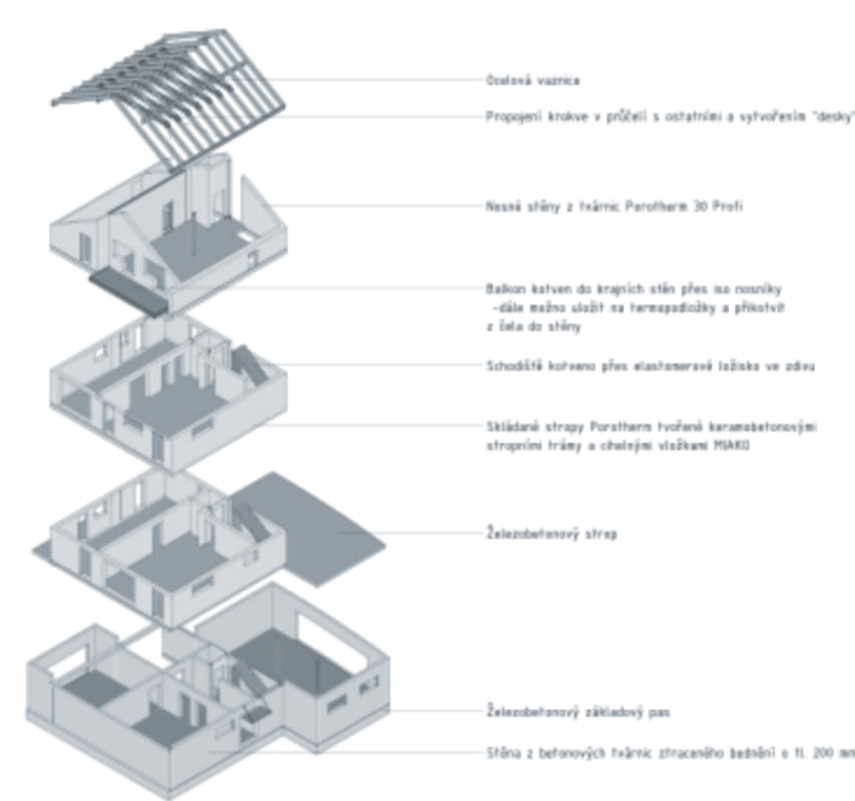 Ocelová vaznice
Propojení krokve v průčelí s ostatními a vytvořením "desky"
Nosné stěny z tvárnic Porotherm 30 Profi
Balkon kotven do krajních stěn přes iso nosníky
-dále možno uložit na termopodložky a přikotvit
z čela do stěny
Schodiště kotveno přes elastomerové ložisko ve zdivu
Skládané stropy Porotherm tvořené keramobetonovými
stropními trámy a cihelnými vložkami MIAKO
Železobetonový strop
Železobetonový základový pas
Stěna z betonových tvárnic ztraceného bednění o tl. 200 mm